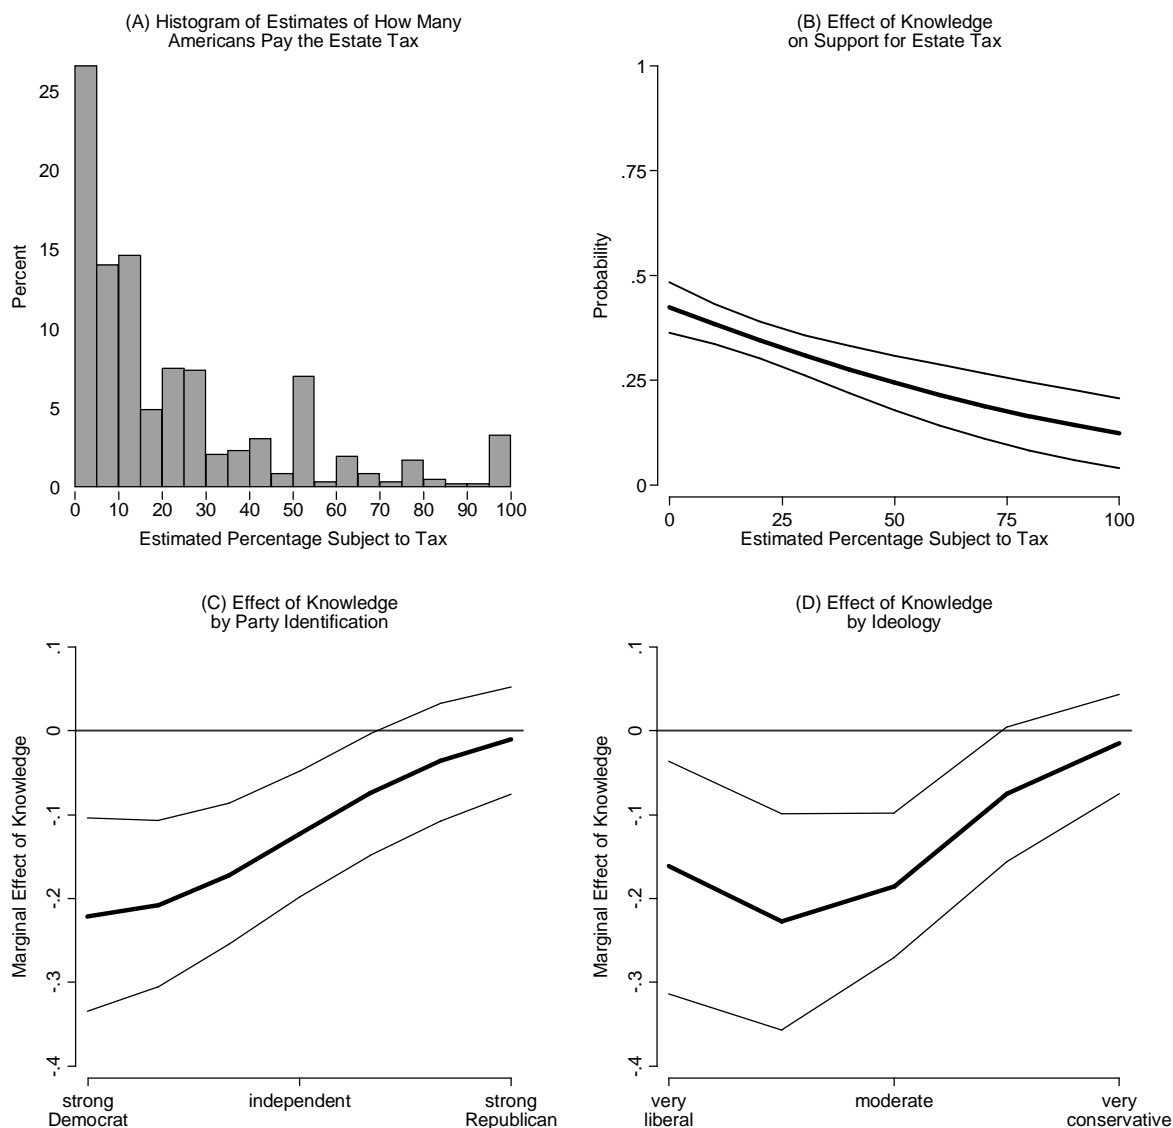 (A) Histogram of Estimates of How Many
Americans Pay the Estate Tax
25
20
15
10
5
0
Percent
0 10 20 30 40 50 60 70 80 90 100
Estimated Percentage Subject to Tax
(B) Effect of Knowledge
on Support for Estate Tax
1
.75
.5
.25
0
Probability
0 25 50 75 100
Estimated Percentage Subject to Tax
(C) Effect of Knowledge
by Party Identification
.1
0
-.1
-.2
-.3
-.4
Marginal Effect of Knowledge
strong independent strong
Democrat Republican
(D) Effect of Knowledge
by Ideology
.1
0
-.1
-.2
-.3
-.4
Marginal Effect of Knowledge
very moderate very
liberal conservative